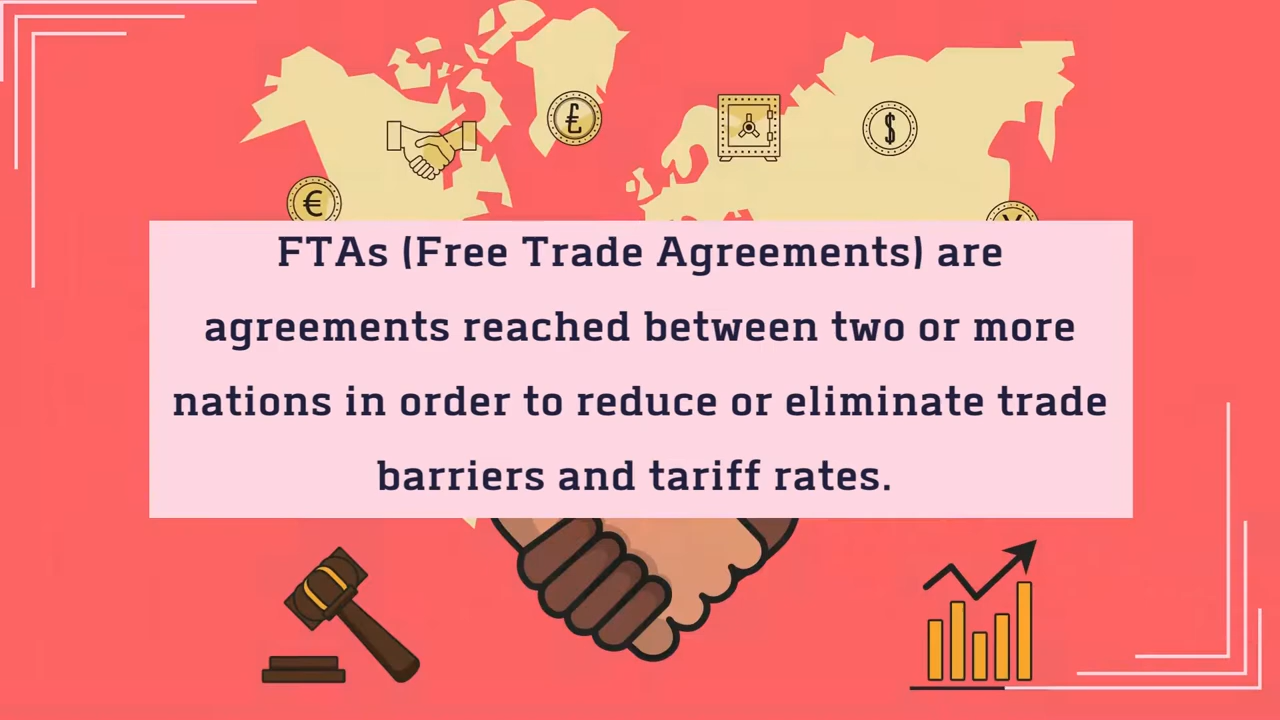 £
$
€
FTAs (Free Trade Agreements) are
agreements reached between two or more
nations in order to reduce or eliminate trade
barriers and tariff rates.